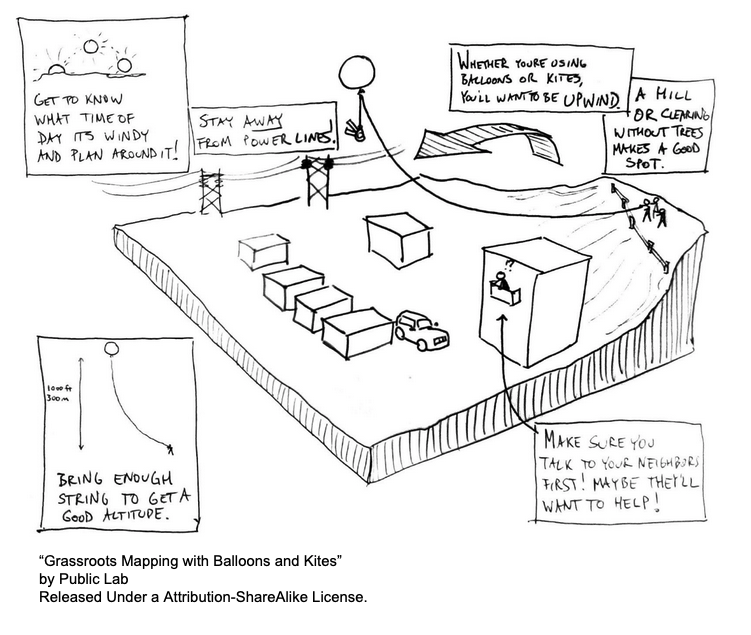 GET TO KNOW
WHAT TIME OF
DAY ITS WINDY
AND PLAN AROUND IT!
STAY AWAY
FROM POWER LINES.
WHETHER YOU'RE USING
BALLOONS OR KITES,
YOU'LL WANT TO BE UPWIND.
A HILL
OR CLEARING
WITHOUT TREES
MAKES A GOOD
SPOT.
?
1000 ft
300 m
BRING ENOUGH
STRING TO GET A
GOOD ALTITUDE.
MAKE SURE YOU
TALK TO YOUR NEIGHBORS
FIRST! MAYBE THEY'LL
WANT TO HELP!
“Grassroots Mapping with Balloons and Kites”
by Public Lab
Released Under a Attribution-ShareAlike License.